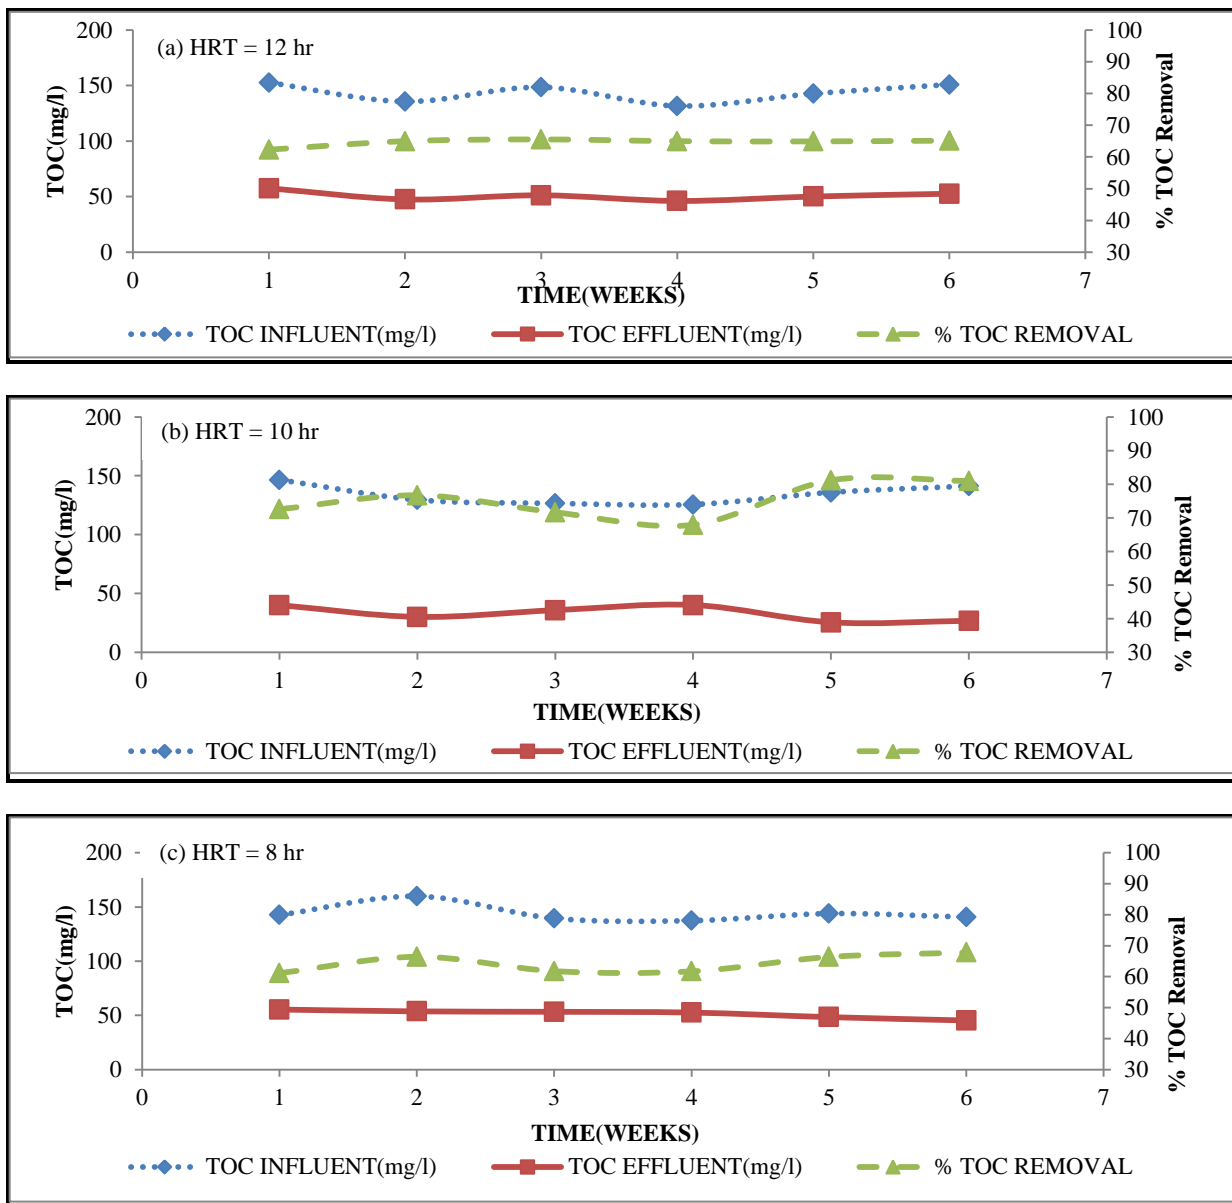 (a) HRT = 12 hr
200
150
100
50
0
TOC(mg/l)
100
90
80
70
60
50
40
30
% TOC Removal
0 1 2 3 4 5 6 7
TIME(WEEKS)
TOC INFLUENT(mg/l) TOC EFFLUENT(mg/l) % TOC REMOVAL
(b) HRT = 10 hr
200
150
100
50
0
TOC(mg/l)
100
90
80
70
60
50
40
30
% TOC Removal
0 1 2 3 4 5 6 7
TIME(WEEKS)
TOC INFLUENT(mg/l) TOC EFFLUENT(mg/l) % TOC REMOVAL
(c) HRT = 8 hr
200
150
100
50
0
TOC(mg/l)
100
90
80
70
60
50
40
30
% TOC Removal
0 1 2 3 4 5 6 7
TIME(WEEKS)
TOC INFLUENT(mg/l) TOC EFFLUENT(mg/l) % TOC REMOVAL